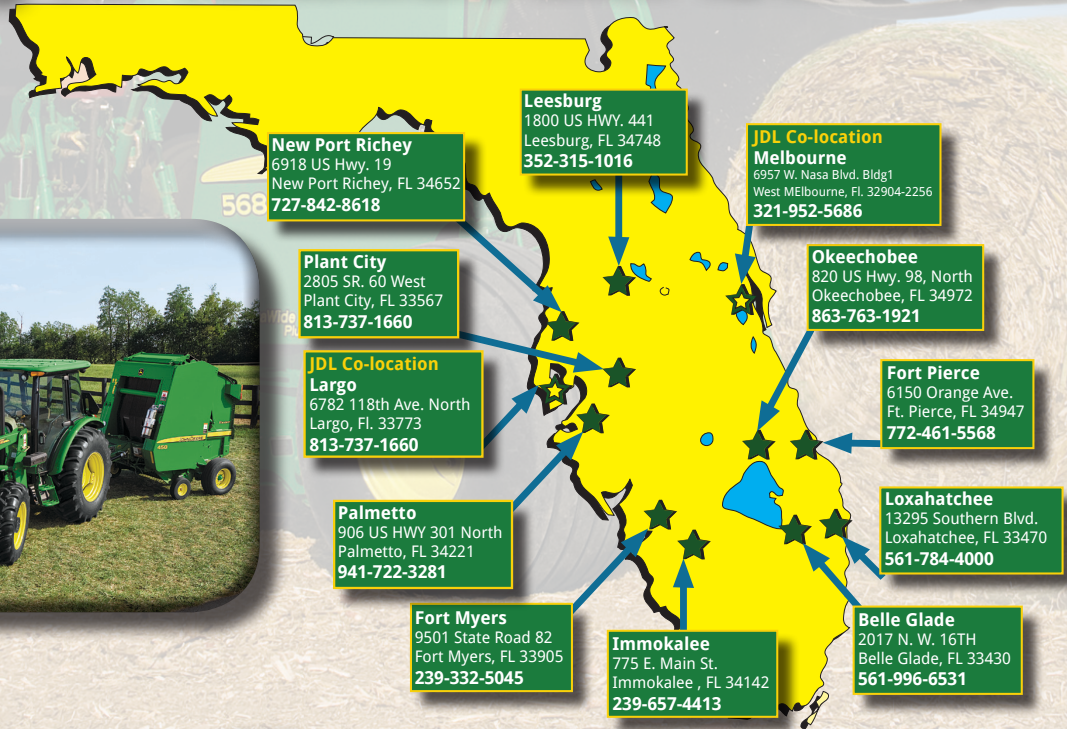 Leesburg
1800 US HWY. 441
Leesburg, FL 34748
352-315-1016
JDL Co-location
Melbourne
6957 W. Nasa Blvd. Bldg1
West MElbourne, Fl. 32904-2256
321-952-5686
New Port Richey
6918 US Hwy. 19
New Port Richey, FL 34652
727-842-8618
568
Plant City
2805 SR. 60 West
Plant City, FL 33567
813-737-1660
Okeechobee
820 US Hwy. 98, North
Okeechobee, FL 34972
863-763-1921
JDL Co-location
Largo
6782 118th Ave. North
Largo, Fl. 33773
813-737-1660
Fort Pierce
6150 Orange Ave.
Ft. Pierce, FL 34947
772-461-5568
Palmetto
906 US HWY 301 North
Palmetto, FL 34221
941-722-3281
Loxahatchee
13295 Southern Blvd.
Loxahatchee, FL 33470
561-784-4000
Fort Myers
9501 State Road 82
Fort Myers, FL 33905
239-332-5045
Immokalee
775 E. Main St.
Immokalee , FL 34142
239-657-4413
Belle Glade
2017 N. W. 16TH
Belle Glade, FL 33430
561-996-6531